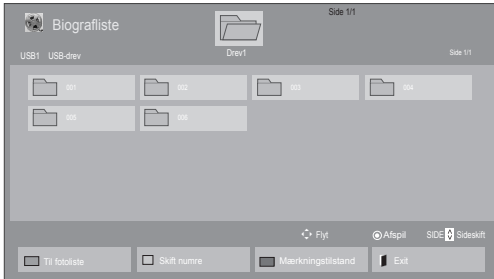 Biografliste
Side 1/1
USB1 USB-drev
Drev1
Side 1/1
001 002 003 004
005 006
Flyt Afspil SIDE Sideskift
Til fotoliste Skift numre Mærkningstilstand Exit